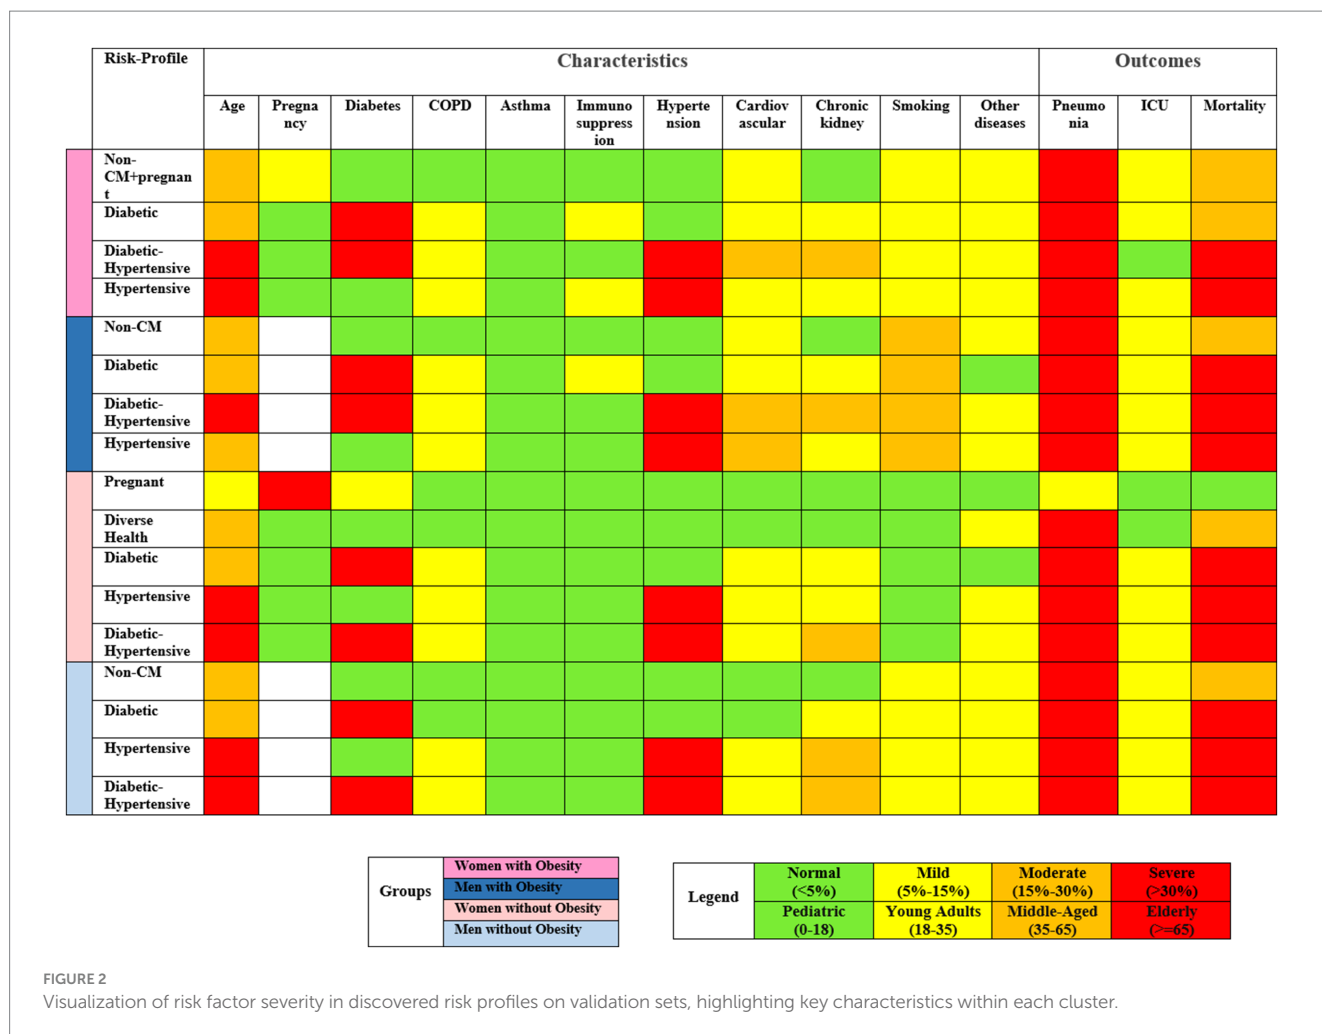 Risk-Profile
Characteristics
Outcomes
Age
Pregna
ncy
Diabetes
COPD
Asthma
Immuno
suppress
ion
Hyperte
nsion
Cardiov
ascular
Chronic
kidney
Smoking
Other
diseases
Pneumo
nia
ICU
Mortality
Non-
CM+pregnan
t
Diabetic
Diabetic-
Hypertensive
Hypertensive
Non-CM
Diabetic
Diabetic-
Hypertensive
Hypertensive
Pregnant
Diverse
Health
Diabetic
Hypertensive
Diabetic-
Hypertensive
Non-CM
Diabetic
Hypertensive
Diabetic-
Hypertensive
Groups
Women with Obesity
Men with Obesity
Women without Obesity
Men without Obesity
Legend
Normal
(<5%)
Mild
(5%-15%)
Moderate
(15%-30%)
Severe
(>30%)
Pediatric
(0-18)
Young Adults
(18-35)
Middle-Aged
(35-65)
Elderly
(>=65)
FIGURE 2
Visualization of risk factor severity in discovered risk profiles on validation sets, highlighting key characteristics within each cluster.